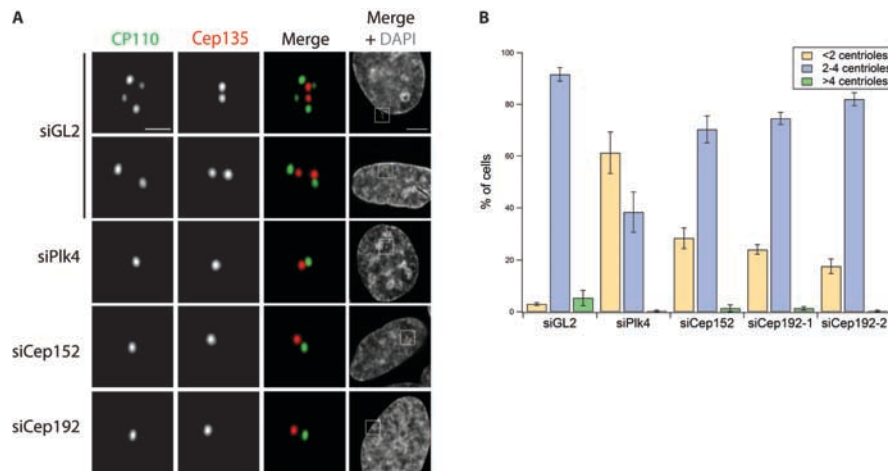 A
CP110
Cep135
Merge
Merge
+ DAPI
siGL2
siPlk4
siCep152
siCep192
B
<2 centrioles
2-4 centrioles
>4 centrioles
% of cells
100
80
60
40
20
0
siGL2 siPlk4 siCep152 siCep192-1 siCep192-2